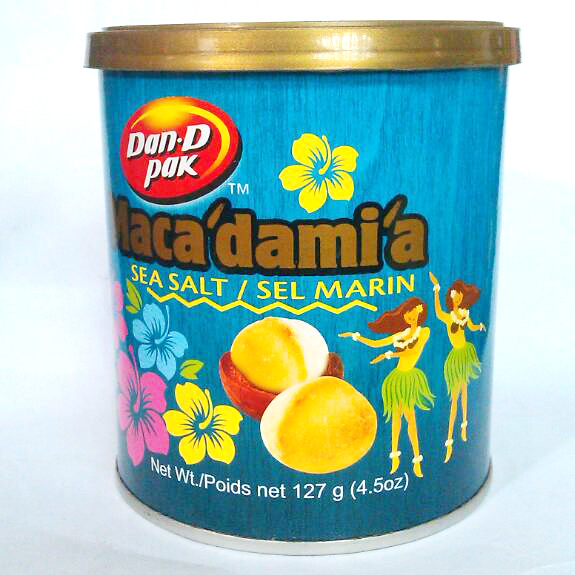 Dan·D
pak
TM
Maca'dami'a
SEA SALT / SEL MARIN
Net Wt./Poids net 127 g (4.5oz)